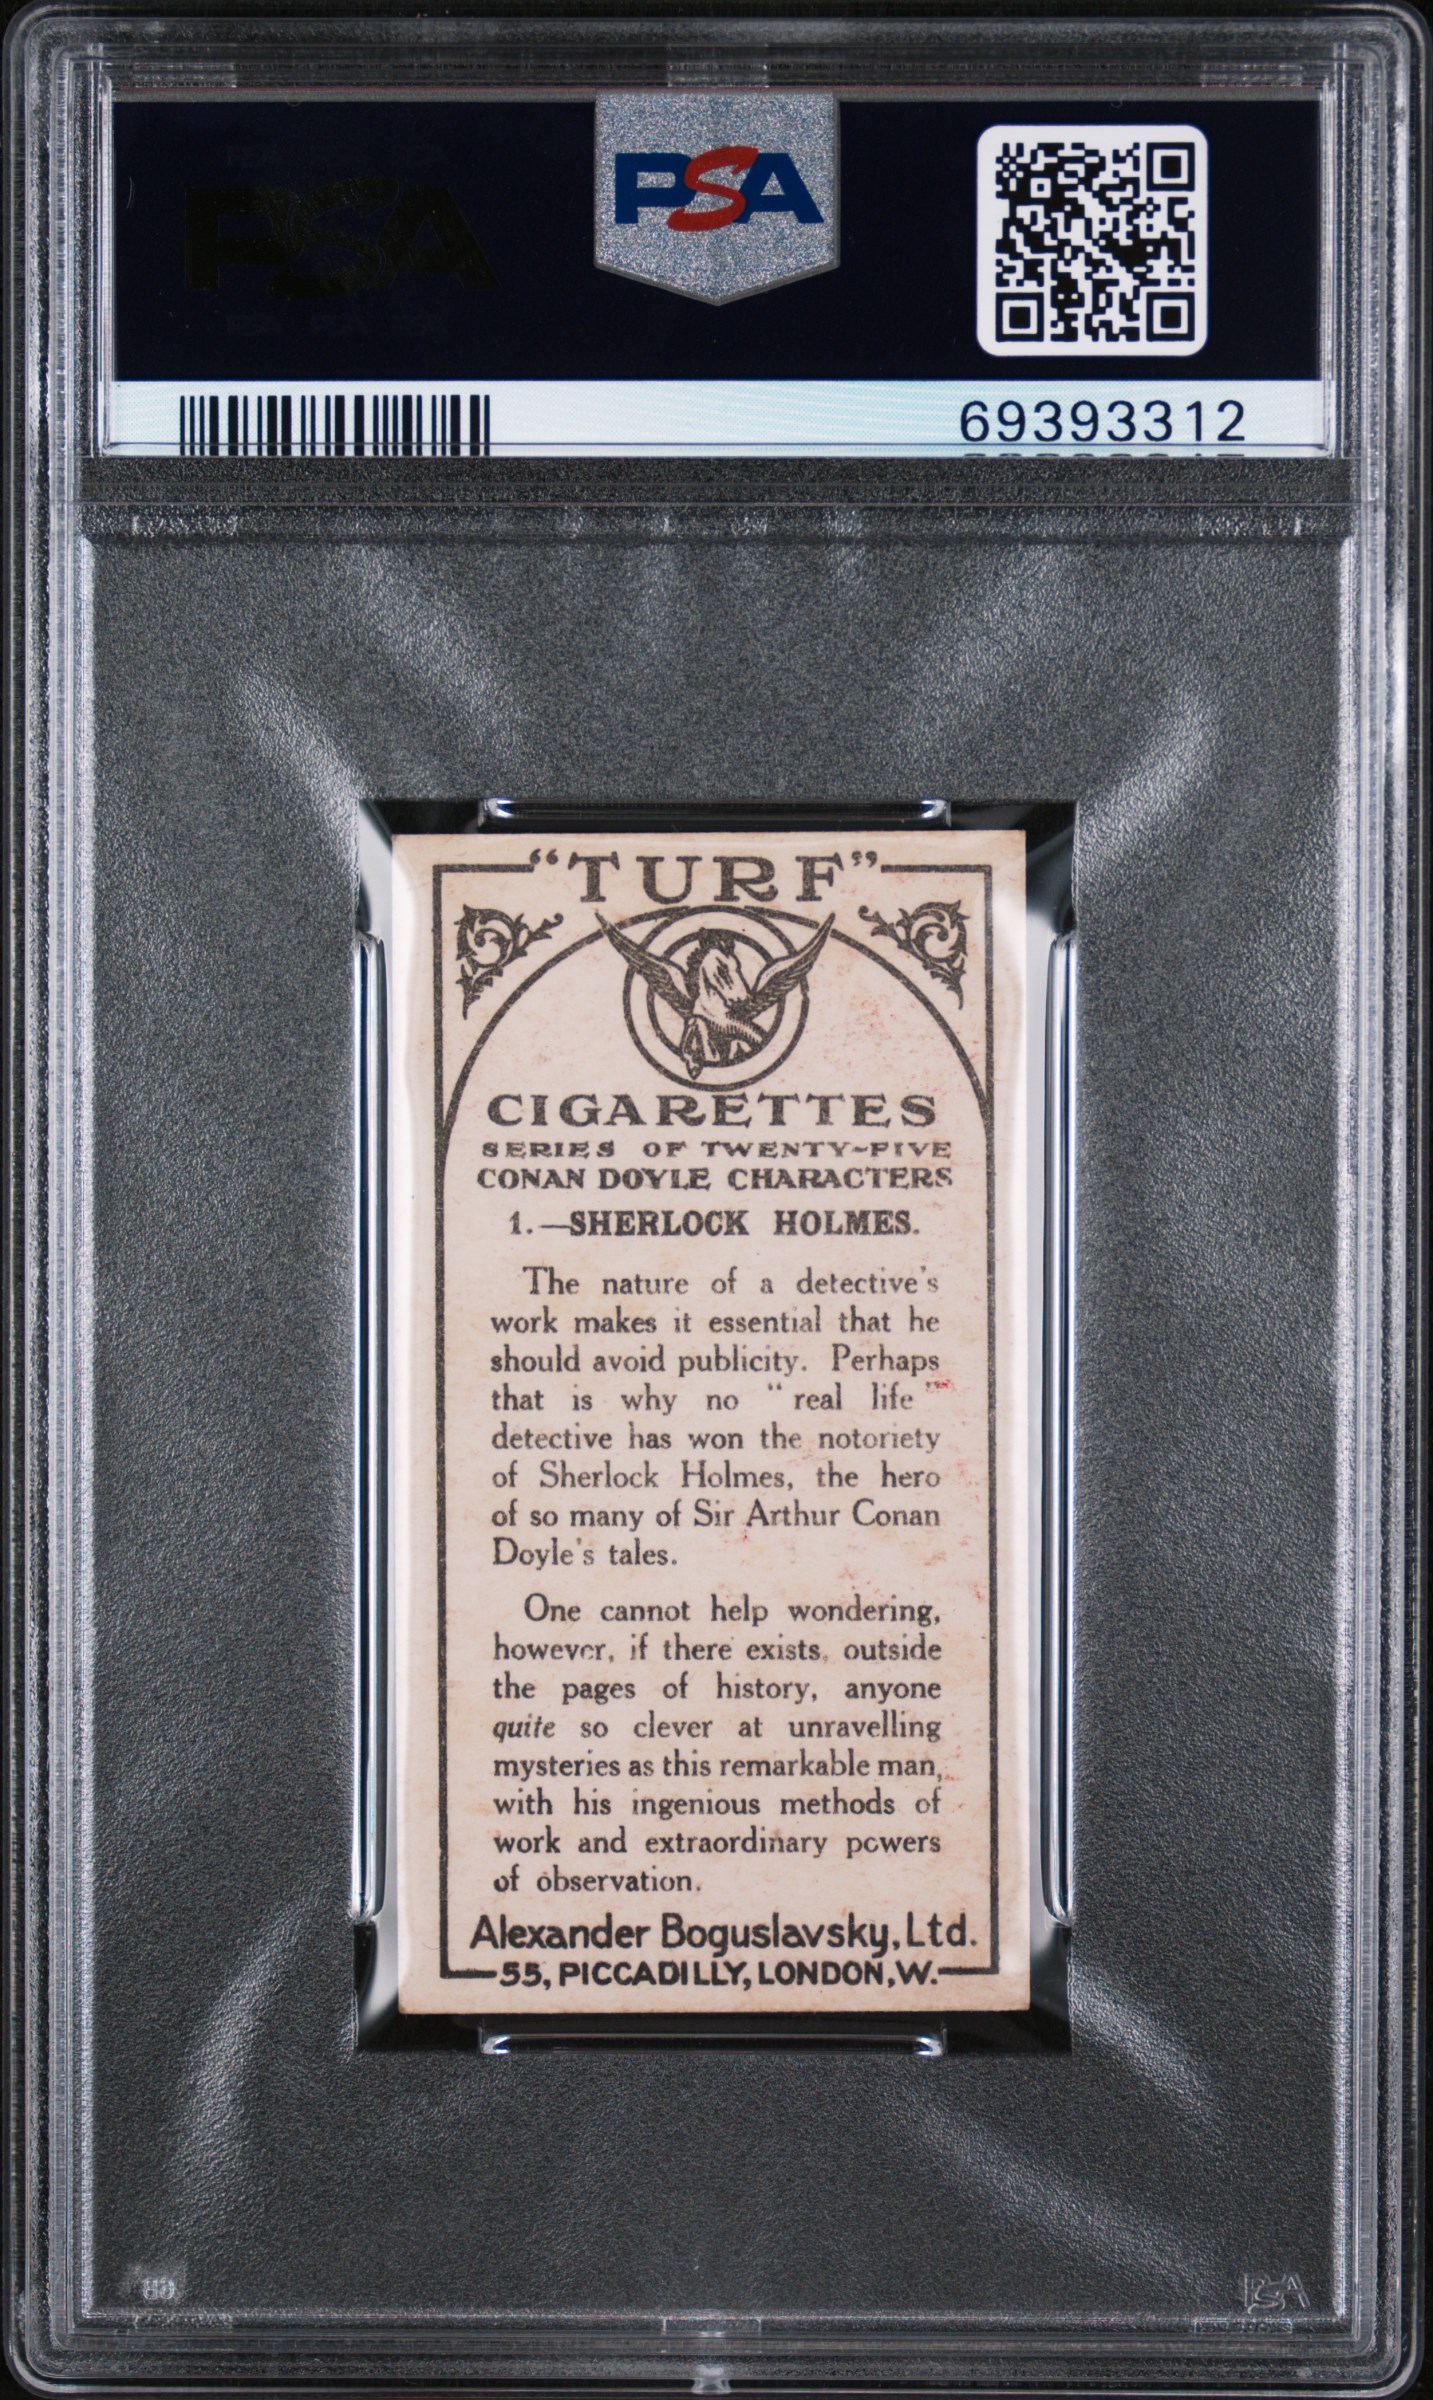 PSA
69393312
"TURF"
CIGARETTES
SERIES OF TWENTY-FIVE
CONAN DOYLE CHARACTERS
1.—SHERLOCK HOLMES.
The nature of a detective's
work makes it essential that he
should avoid publicity. Perhaps
that is why no "real life"
detective has won the notoriety
of Sherlock Holmes, the hero
of so many of Sir Arthur Conan
Doyle's tales.
One cannot help wondering,
however, if there exists, outside
the pages of history, anyone
quite so clever at unravelling
mysteries as this remarkable man,
with his ingenious methods of
work and extraordinary powers
of observation.
Alexander Boguslavsky, Ltd.
55, PICCADILLY, LONDON, W.
PSA